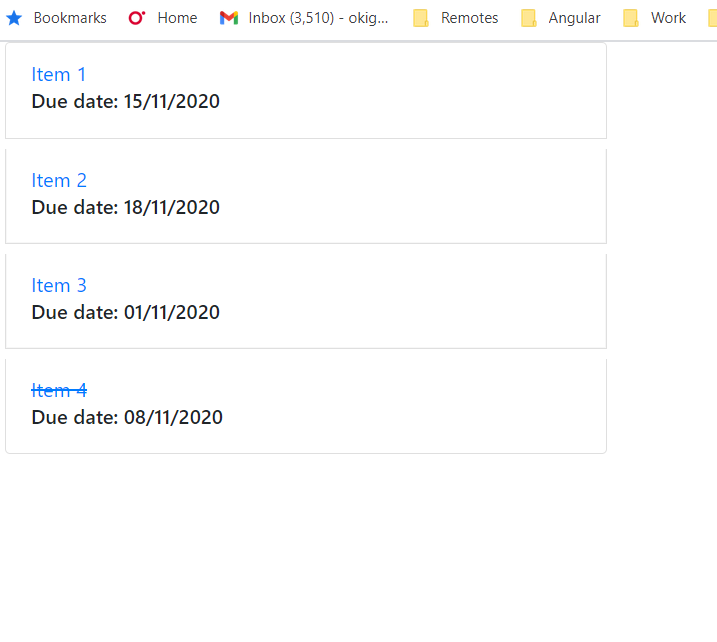 Bookmarks Home Inbox (3,510) - okig... Remotes Angular Work
Item 1
Due date: 15/11/2020
Item 2
Due date: 18/11/2020
Item 3
Due date: 01/11/2020
Item 4
Due date: 08/11/2020